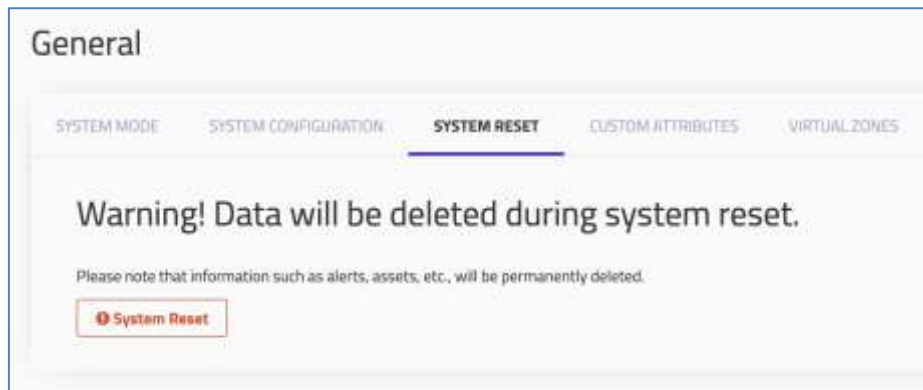 General
SYSTEM MODE SYSTEM CONFIGURATION SYSTEM RESET CUSTOM ATTRIBUTES VIRTUAL ZONES
Warning! Data will be deleted during system reset.
Please note that information such as alerts, assets, etc., will be permanently deleted.
System Reset